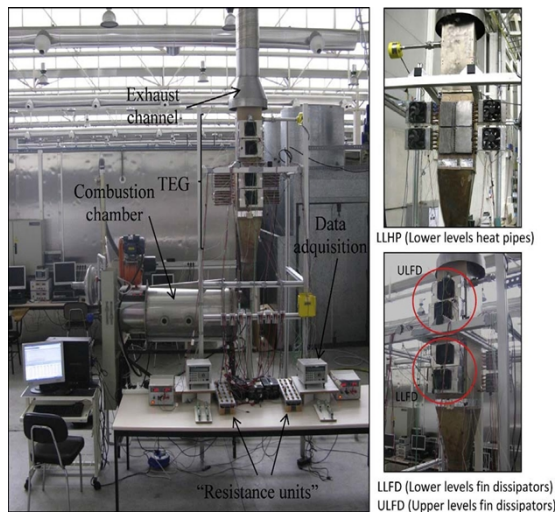 Exhaust
channel
TEG
Combustion
chamber
Data
adquisition
"Resistance units"
LLHP (Lower levels heat pipes)
ULFD
LLFD
LLFD (Lower levels fin dissipators)
ULFD (Upper levels fin dissipators)